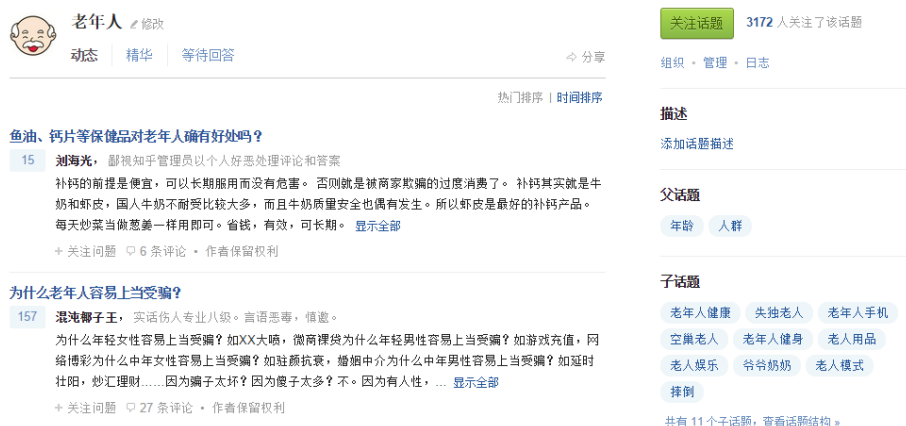 老年人 修改
动态 精华 等待回答
分享
热门排序 | 时间排序
鱼油、钙片等保健品对老年人确有好处吗？
15 刘海光，鄙视知乎管理员以个人好恶处理评论和答案
补钙的前提是便宜，可以长期服用而没有危害。 否则就是被商家欺骗的过度消费了。 补钙其实就是牛
奶和虾皮，国人牛奶不耐受比较大多，而且牛奶质量安全也偶有发生。所以虾皮是最好的补钙产品。
每天炒菜当做葱姜一样用即可。省钱，有效，可长期。 显示全部
关注问题 6 条评论 • 作者保留权利
为什么老年人容易上当受骗？
157 混沌椰子王，实话伤人专业八级。言语恶毒，慎邀。
为什么年轻女性容易上当受骗？如XX大嘀，微商裸贷为什么年轻男性容易上当受骗？如游戏充值，网
络博彩为什么中年女性容易上当受骗？如驻颜抗衰，婚姻中介为什么中年男性容易上当受骗？如延时
壮阳，炒汇理财……因为骗子太坏？因为傻子太多？不。因为有人性，... 显示全部
关注问题 27 条评论 • 作者保留权利
关注话题 3172 人关注了该话题
组织 • 管理 • 日志
描述
添加话题描述
父话题
年龄 人群
子话题
老年人健康 失独老人 老年人手机
空巢老人 老年人健身 老人用品
老人娱乐 爷爷奶奶 老人模式
摔倒
共有 11 个子话题，查看话题结构 »